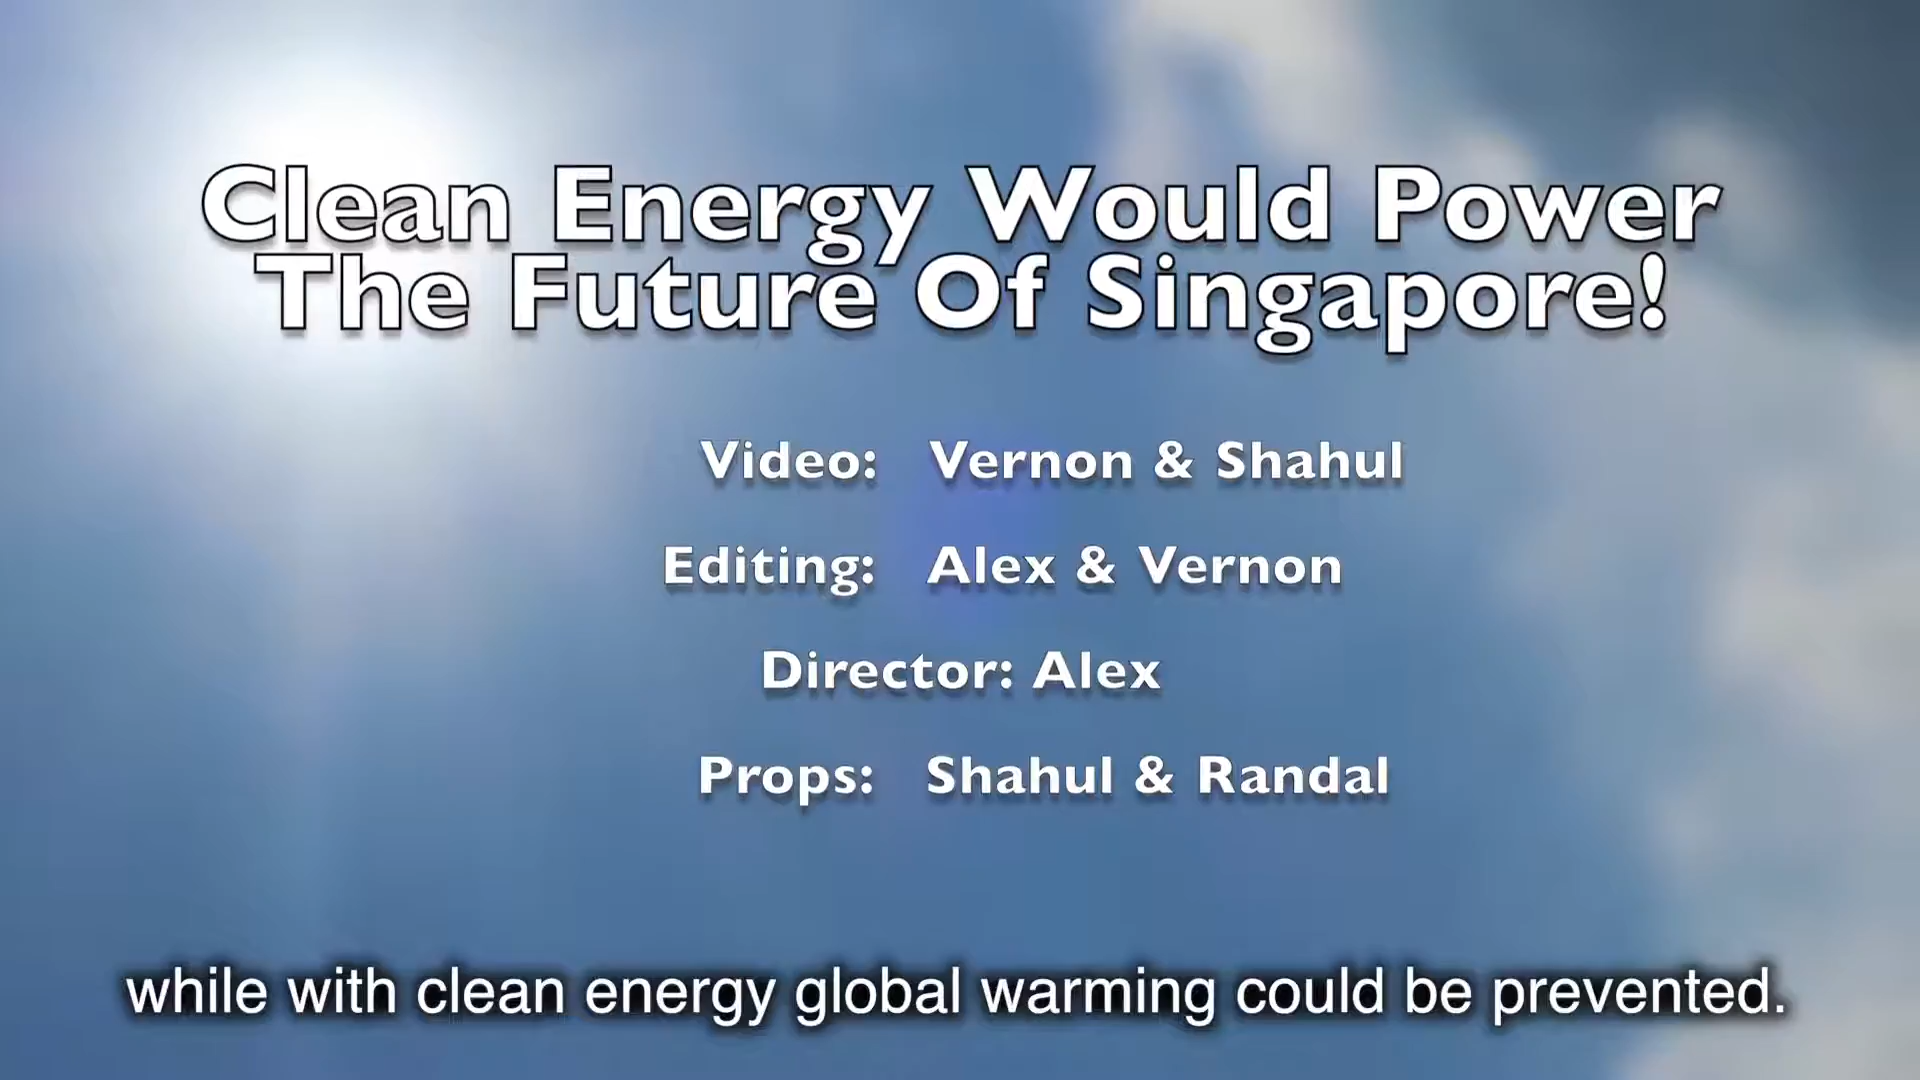 Clean Energy Would Power
The Future Of Singapore!
Video: Vernon & Shahul
Editing: Alex & Vernon
Director: Alex
Props: Shahul & Randal
while with clean energy global warming could be prevented.